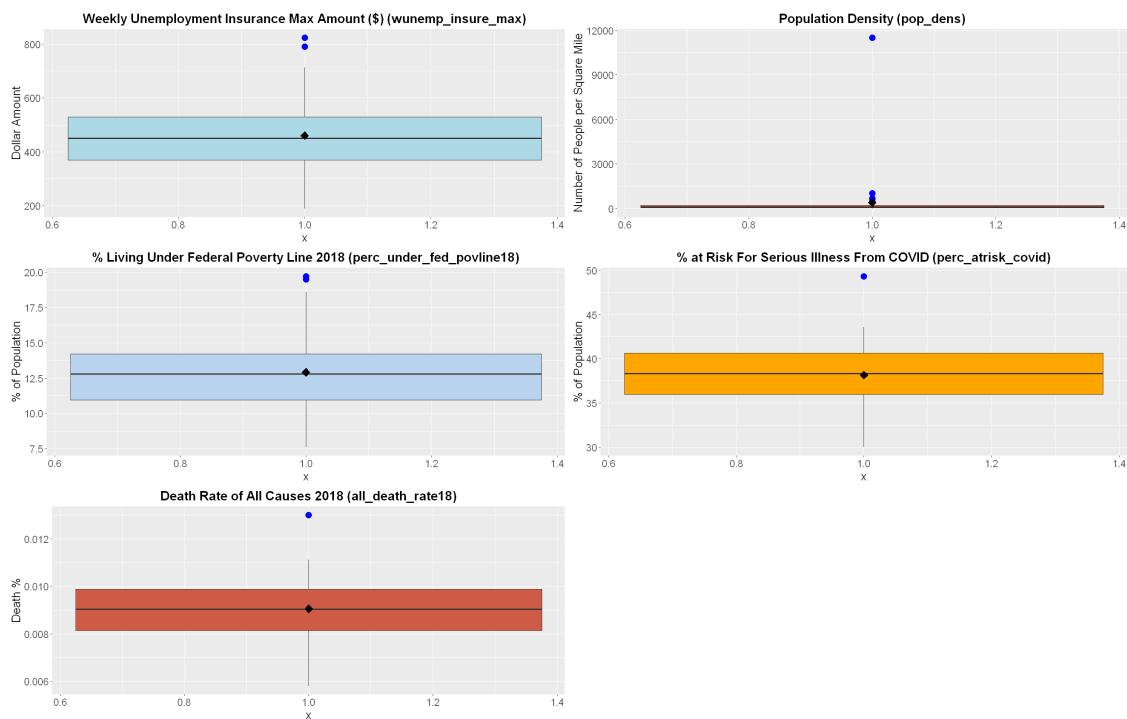 Weekly Unemployment Insurance Max Amount ($) (wunemp_insure_max)
Dollar Amount
800
600
400
200
0.6 0.8 1.0 1.2 1.4
x
Population Density (pop_dens)
Number of People per Square Mile
12000
9000
6000
3000
0
0.6 0.8 1.0 1.2 1.4
x
% Living Under Federal Poverty Line 2018 (perc_under_fed_povline18)
% of Population
20.0
17.5
15.0
12.5
10.0
7.5
0.6 0.8 1.0 1.2 1.4
x
% at Risk For Serious Illness From COVID (perc_atrisk_covid)
% of Population
50
45
40
35
30
0.6 0.8 1.0 1.2 1.4
x
Death Rate of All Causes 2018 (all_death_rate18)
Death %
0.012
0.010
0.008
0.006
0.6 0.8 1.0 1.2 1.4
x